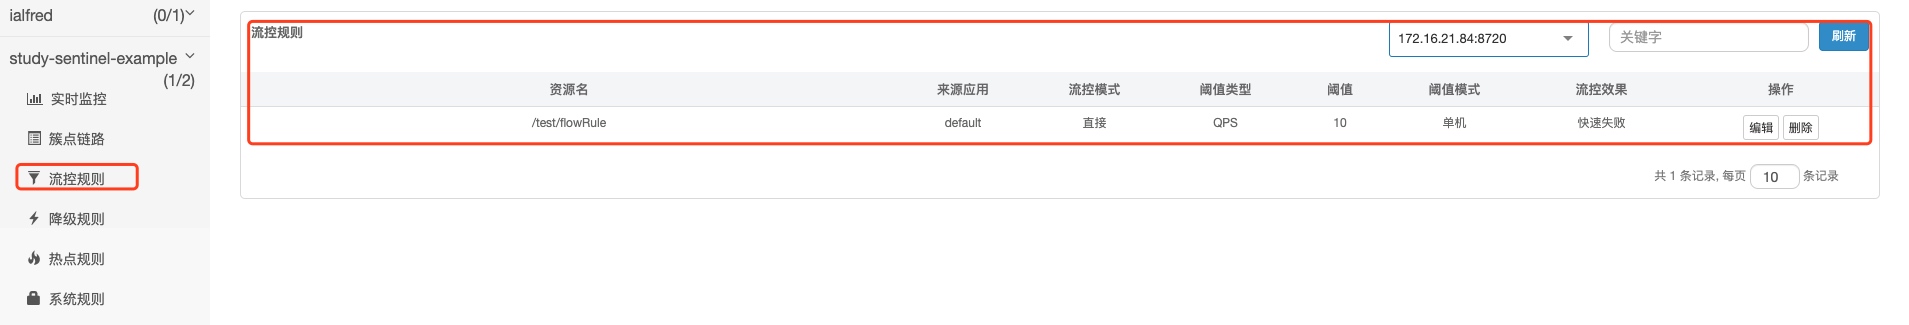 ialfred (0/1)
study-sentinel-example
(1/2)
实时监控
簇点链路
流控规则
降级规则
热点规则
系统规则
流控规则 172.16.21.84:8720 关键字 刷新
资源名 来源应用 流控模式 阈值类型 阈值 阈值模式 流控效果 操作
/test/flowRule default 直接 QPS 10 单机 快速失败 编辑 删除
共 1 条记录, 每页 10 条记录